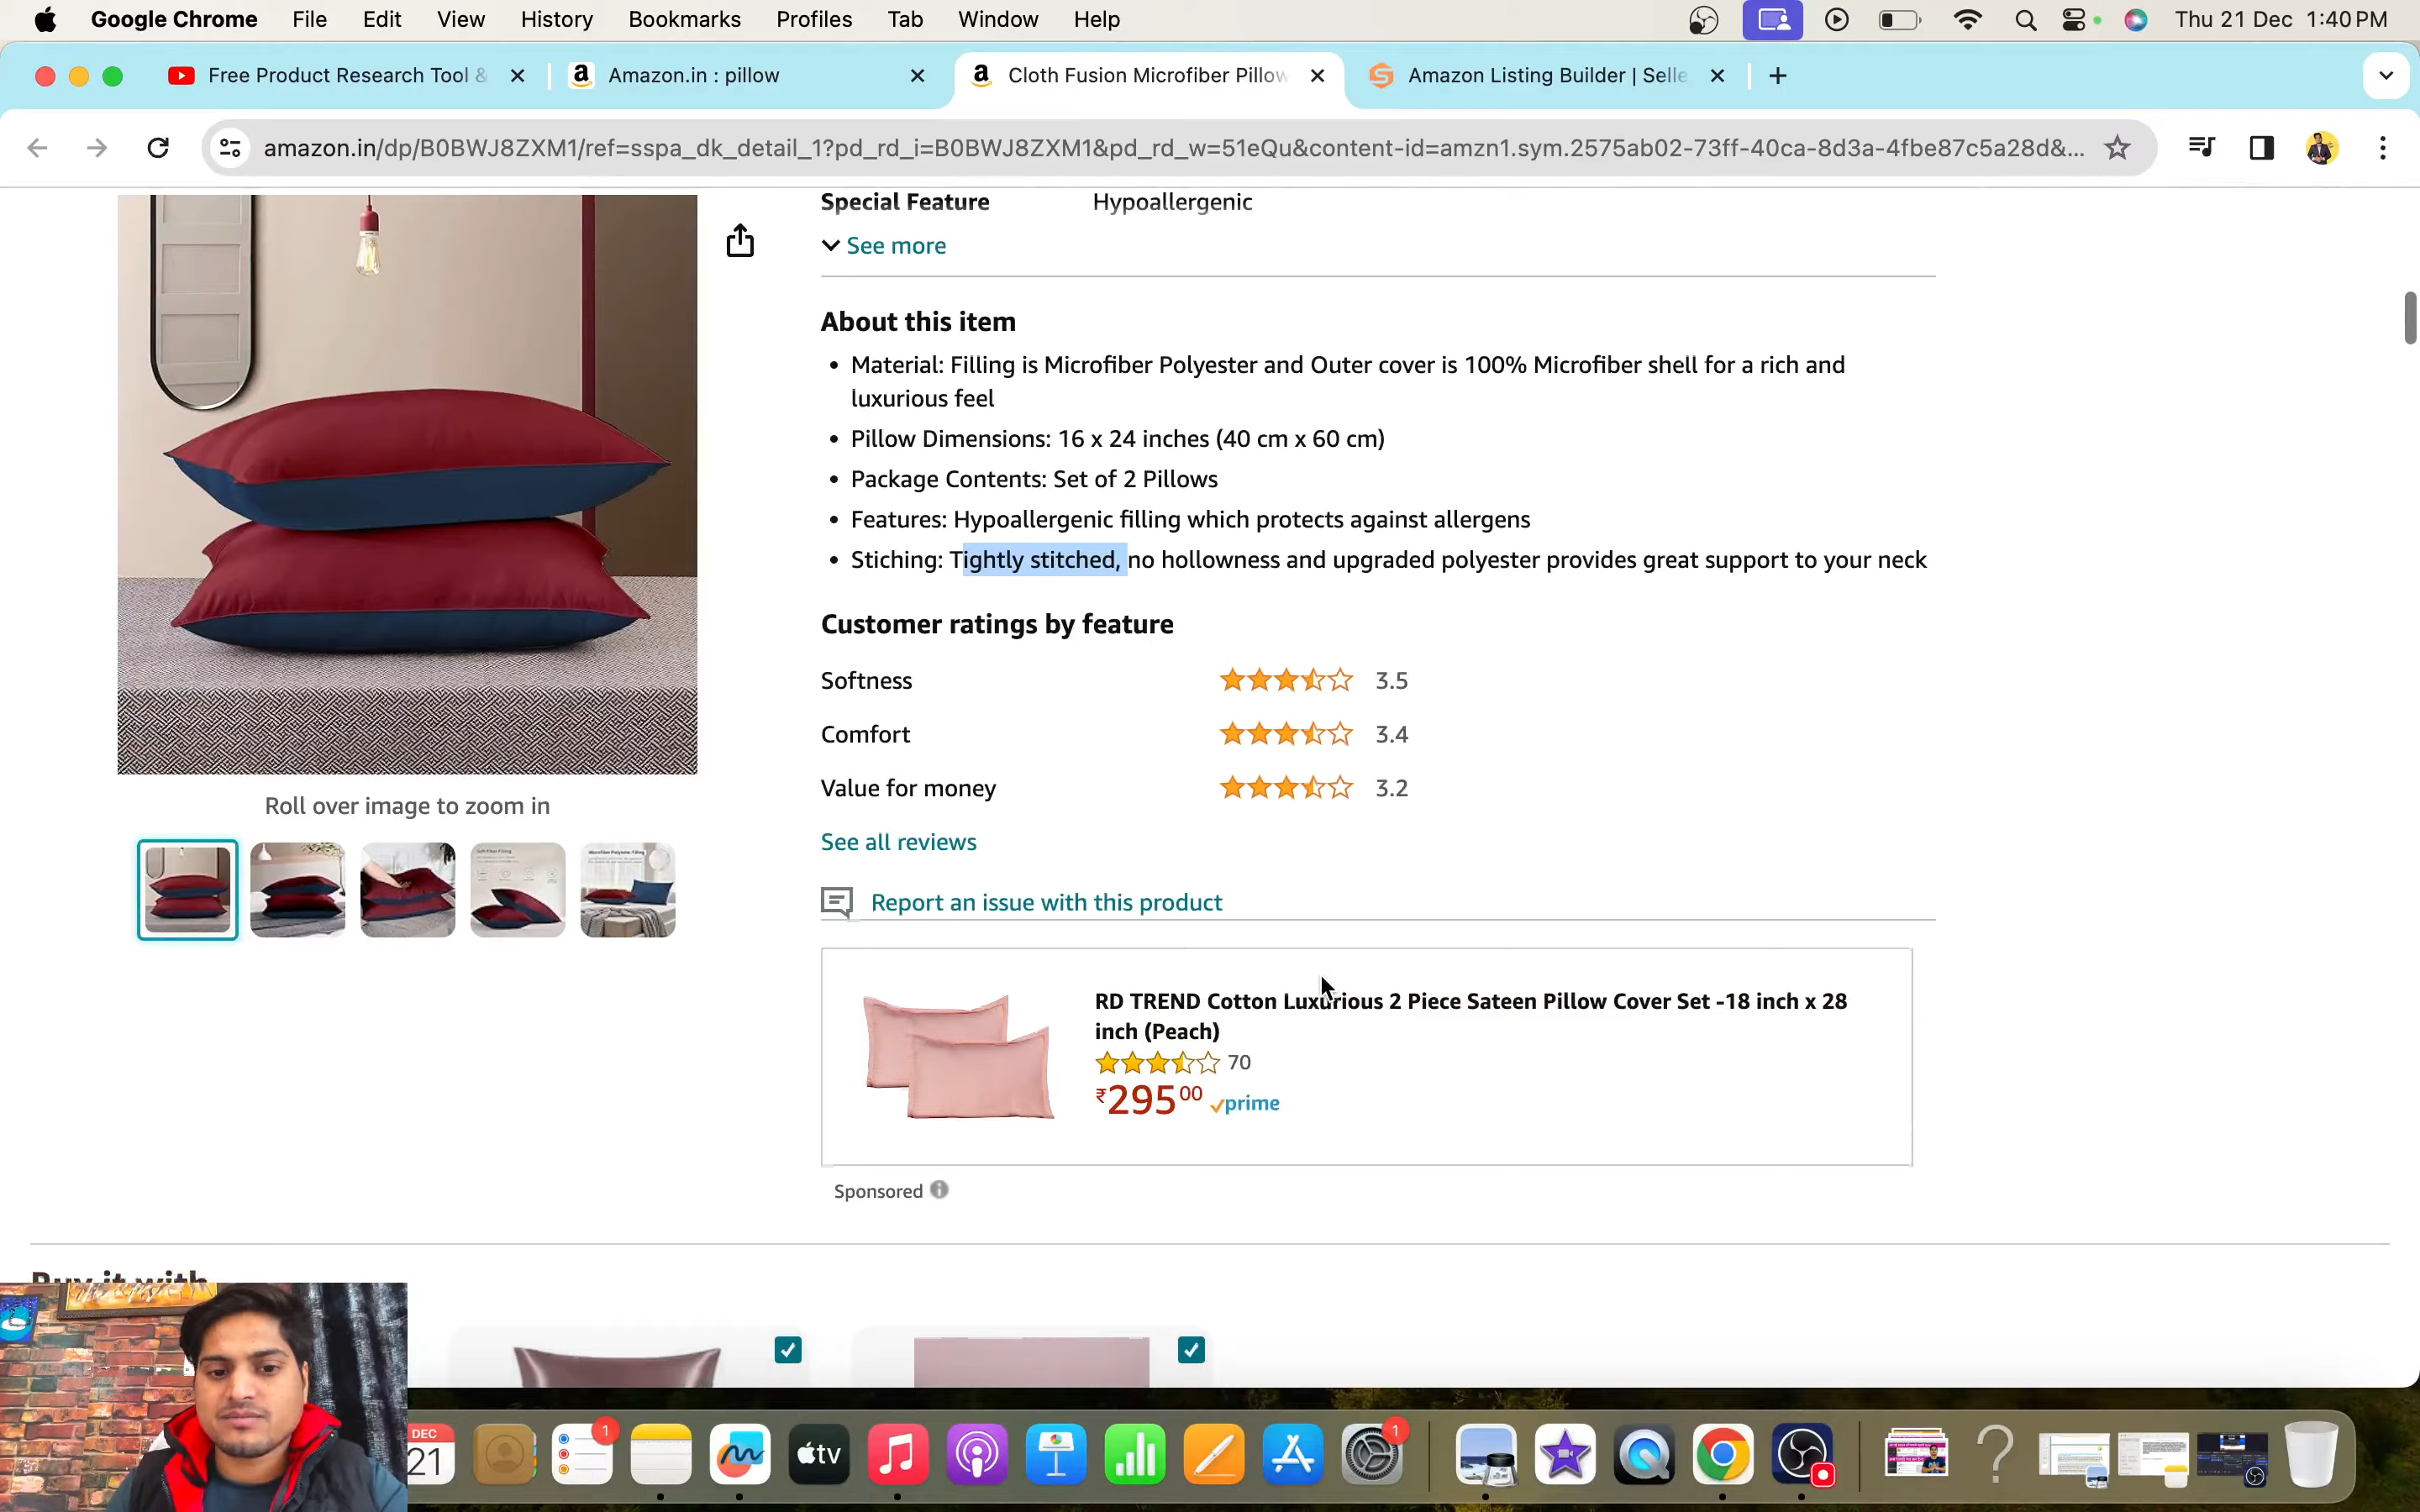 Google Chrome File Edit View History Bookmarks Profiles Tab Window Help Thu 21 Dec 1:40 PM
Free Product Research Tool & Amazon.in : pillow Cloth Fusion Microfiber Pillow Amazon Listing Builder | Selle
amazon.in/dp/B0BWJ8ZXM1/ref=sspa_dk_detail_1?pd_rd_i=B0BWJ8ZXM1&pd_rd_w=51eQu&content-id=amzn1.sym.2575ab02-73ff-40ca-8d3a-4fbe87c5a28d&...
Special Feature Hypoallergenic
See more
About this item
• Material: Filling is Microfiber Polyester and Outer cover is 100% Microfiber shell for a rich and
luxurious feel
• Pillow Dimensions: 16 x 24 inches (40 cm x 60 cm)
• Package Contents: Set of 2 Pillows
• Features: Hypoallergenic filling which protects against allergens
• Stiching: Tightly stitched, no hollowness and upgraded polyester provides great support to your neck
Customer ratings by feature
Softness 3.5
Comfort 3.4
Value for money 3.2
See all reviews
Report an issue with this product
Roll over image to zoom in
RD TREND Cotton Luxurious 2 Piece Sateen Pillow Cover Set -18 inch x 28
inch (Peach)
70
₹29500 prime
Sponsored
Buy it with
DEC
21
1
tv
1